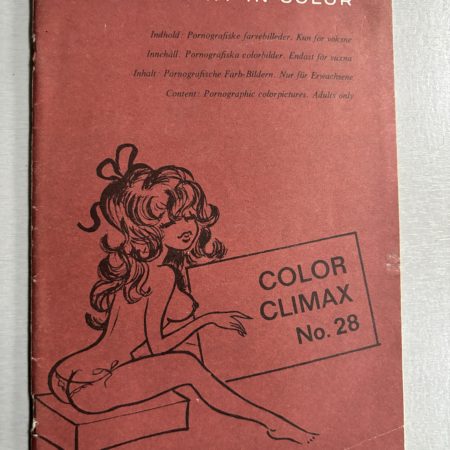 IN COLOR
Indhold: Pornografiske farvebilleder. Kun for voksne
Innehåll: Pornografiska colorbilder. Endast för vuxna
Inhalt: Pornografische Farb-Bildern. Nur für Erwachsene
Content: Pornographic colorpictures. Adults only
COLOR
CLIMAX
No. 28